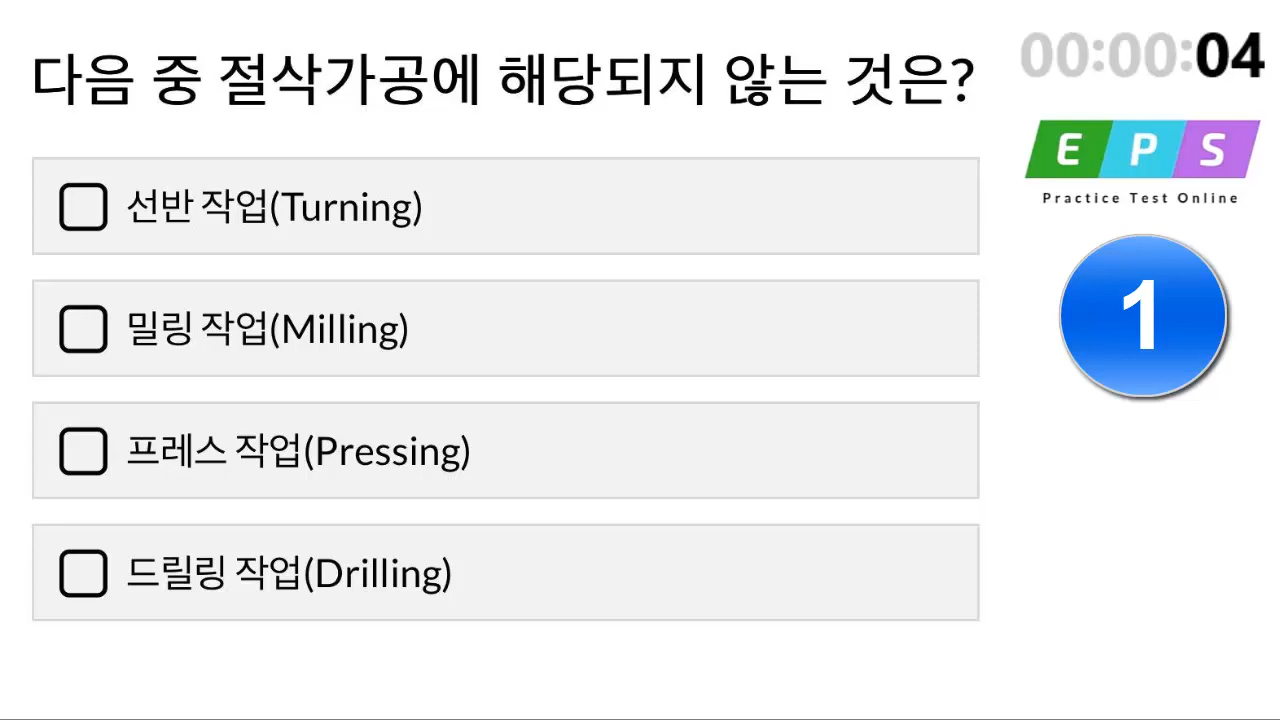 다음 중 절삭가공에 해당되지 않는 것은?
00:00:04
EPS
Practice Test Online
1
선반 작업(Turning)
밀링 작업(Milling)
프레스 작업(Pressing)
드릴링 작업(Drilling)